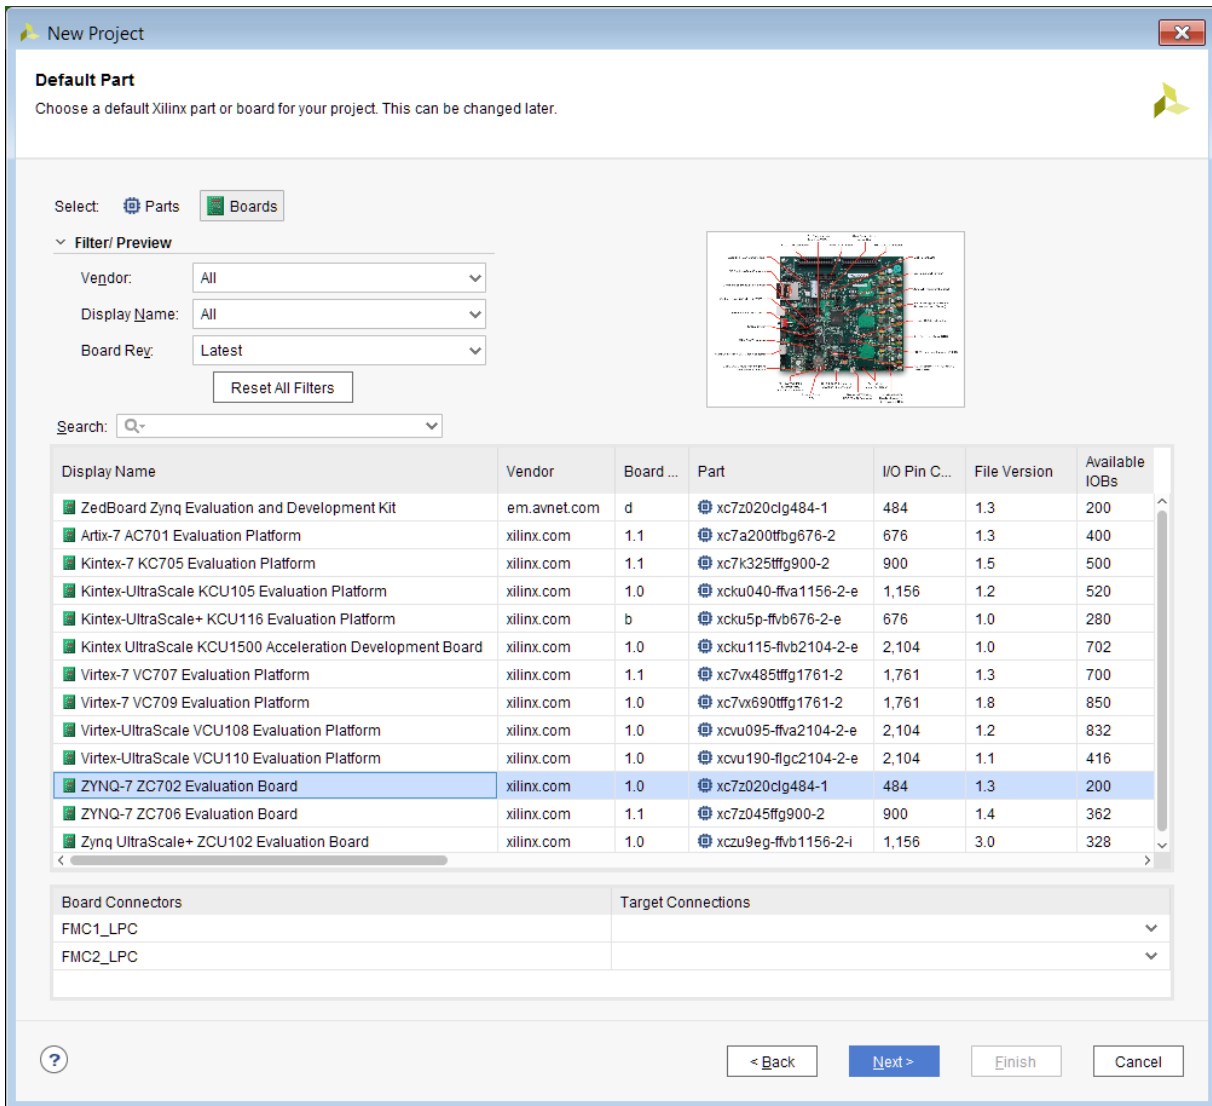 New Project
Default Part
Choose a default Xilinx part or board for your project. This can be changed later.
Select: Parts Boards
Filter/ Preview
Vendor: All
Display Name: All
Board Rev: Latest
Reset All Filters
Search:
Display Name Vendor Board ... Part I/O Pin C... File Version Available IOBs
ZedBoard Zynq Evaluation and Development Kit em.avnet.com d xc7z020clg484-1 484 1.3 200
Artix-7 AC701 Evaluation Platform xilinx.com 1.1 xc7a200tfbg676-2 676 1.3 400
Kintex-7 KC705 Evaluation Platform xilinx.com 1.1 xc7k325tffg900-2 900 1.5 500
Kintex-UltraScale KCU105 Evaluation Platform xilinx.com 1.0 xcku040-ffva1156-2-e 1,156 1.2 520
Kintex-UltraScale+ KCU116 Evaluation Platform xilinx.com b xcku5p-ffvb676-2-e 676 1.0 280
Kintex UltraScale KCU1500 Acceleration Development Board xilinx.com 1.0 xcku115-flvb2104-2-e 2,104 1.0 702
Virtex-7 VC707 Evaluation Platform xilinx.com 1.1 xc7vx485tffg1761-2 1,761 1.3 700
Virtex-7 VC709 Evaluation Platform xilinx.com 1.0 xc7vx690tffg1761-2 1,761 1.8 850
Virtex-UltraScale VCU108 Evaluation Platform xilinx.com 1.0 xcvu095-ffva2104-2-e 2,104 1.2 832
Virtex-UltraScale VCU110 Evaluation Platform xilinx.com 1.0 xcvu190-flgc2104-2-e 2,104 1.1 416
ZYNQ-7 ZC702 Evaluation Board xilinx.com 1.0 xc7z020clg484-1 484 1.3 200
ZYNQ-7 ZC706 Evaluation Board xilinx.com 1.1 xc7z045ffg900-2 900 1.4 362
Zynq UltraScale+ ZCU102 Evaluation Board xilinx.com 1.0 xczu9eg-ffvb1156-2-i 1,156 3.0 328
Board Connectors Target Connections
FMC1_LPC
FMC2_LPC
? < Back Next > Finish Cancel